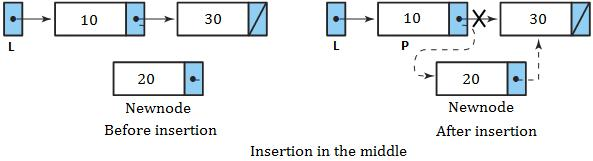 10 30
L
20
Newnode
Before insertion
10 30
L P
20
Newnode
After insertion
Insertion in the middle